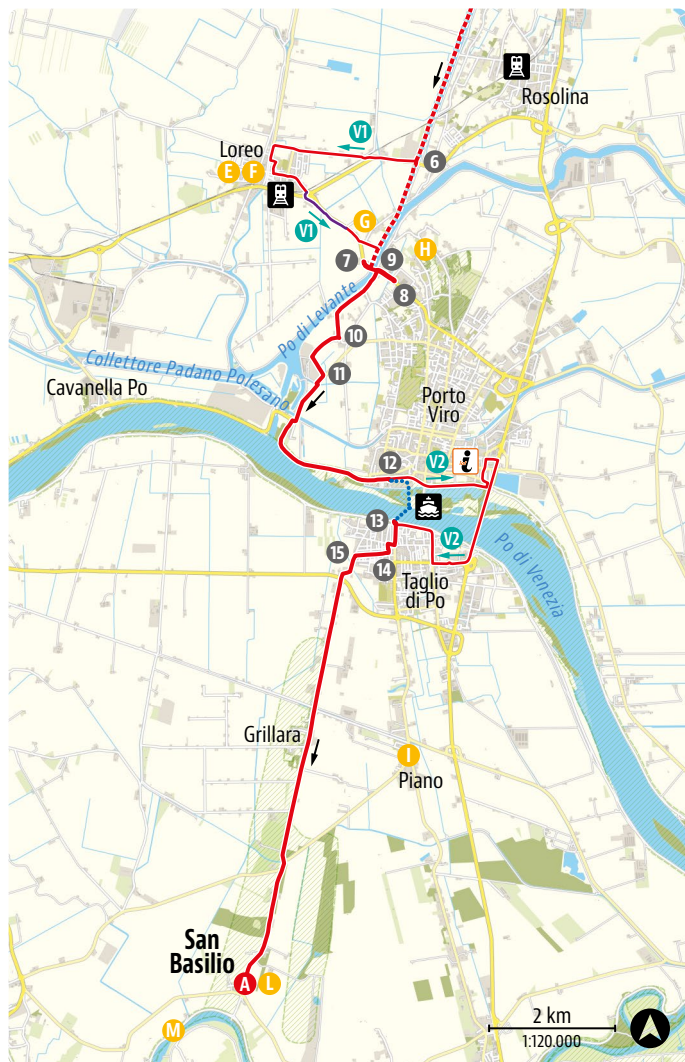 Rosolina
V1
6
Loreo
E F
V1
G
H
7
9
8
Po di Levante
10
Collettore Padano Polesano
11
Cavanella Po
Porto
Viro
12
V2
i
13
V2
15
14
Taglio
di Po
Po di Venezia
Grillara
I
Piano
San
Basilio
A L
M
2 km
1:120.000